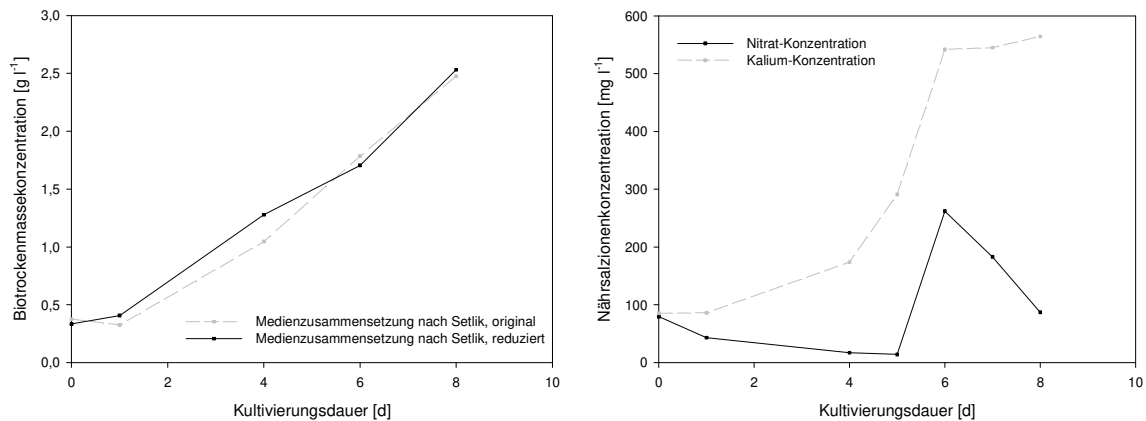 Biotrockenmassekonzentration [g l-1]
3,0
2,5
2,0
1,5
1,0
0,5
0,0
Medienzusammensetzung nach Setlik, original
Medienzusammensetzung nach Setlik, reduziert
0 2 4 6 8 10
Kultivierungsdauer [d]
Nährsalzionenkonzentreation [mg l-1]
600
500
400
300
200
100
0
Nitrat-Konzentration
Kalium-Konzentration
0 2 4 6 8 10
Kultivierungsdauer [d]